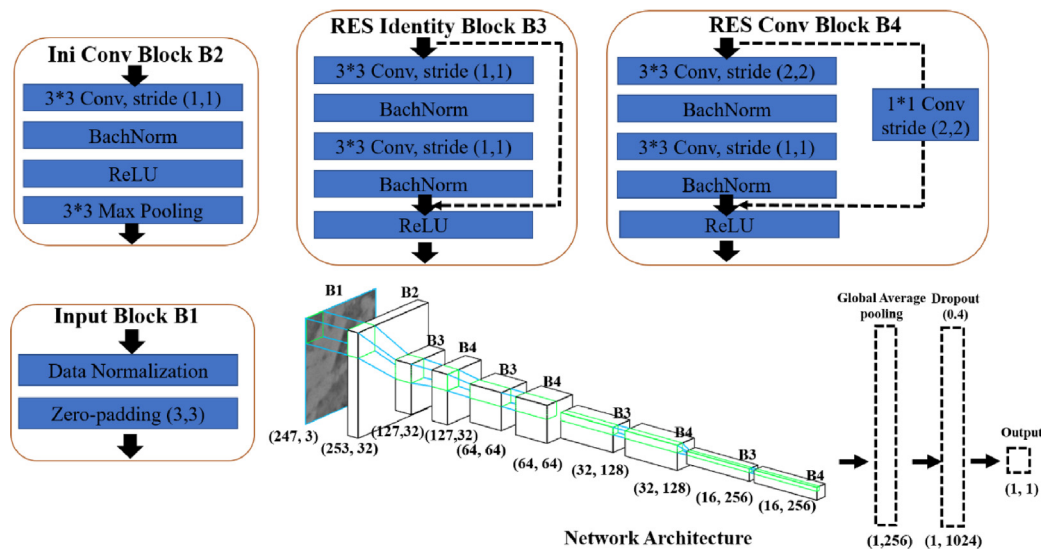 Ini Conv Block B2
3*3 Conv, stride (1,1)
BachNorm
ReLU
3*3 Max Pooling
RES Identity Block B3
3*3 Conv, stride (1,1)
BachNorm
3*3 Conv, stride (1,1)
BachNorm
ReLU
RES Conv Block B4
3*3 Conv, stride (2,2)
BachNorm
3*3 Conv, stride (1,1)
BachNorm
ReLU
1*1 Conv
stride (2,2)
Input Block B1
Data Normalization
Zero-padding (3,3)
B1
B2
B3
B4
B3
B4
B3
B4
B3
B4
(247, 3)
(253, 32)
(127,32)
(127,32)
(64, 64)
(64, 64)
(32, 128)
(32, 128)
(16, 256)
(16, 256)
Global Average
pooling
(1,256)
Dropout
(0.4)
(1, 1024)
Output
(1, 1)
Network Architecture